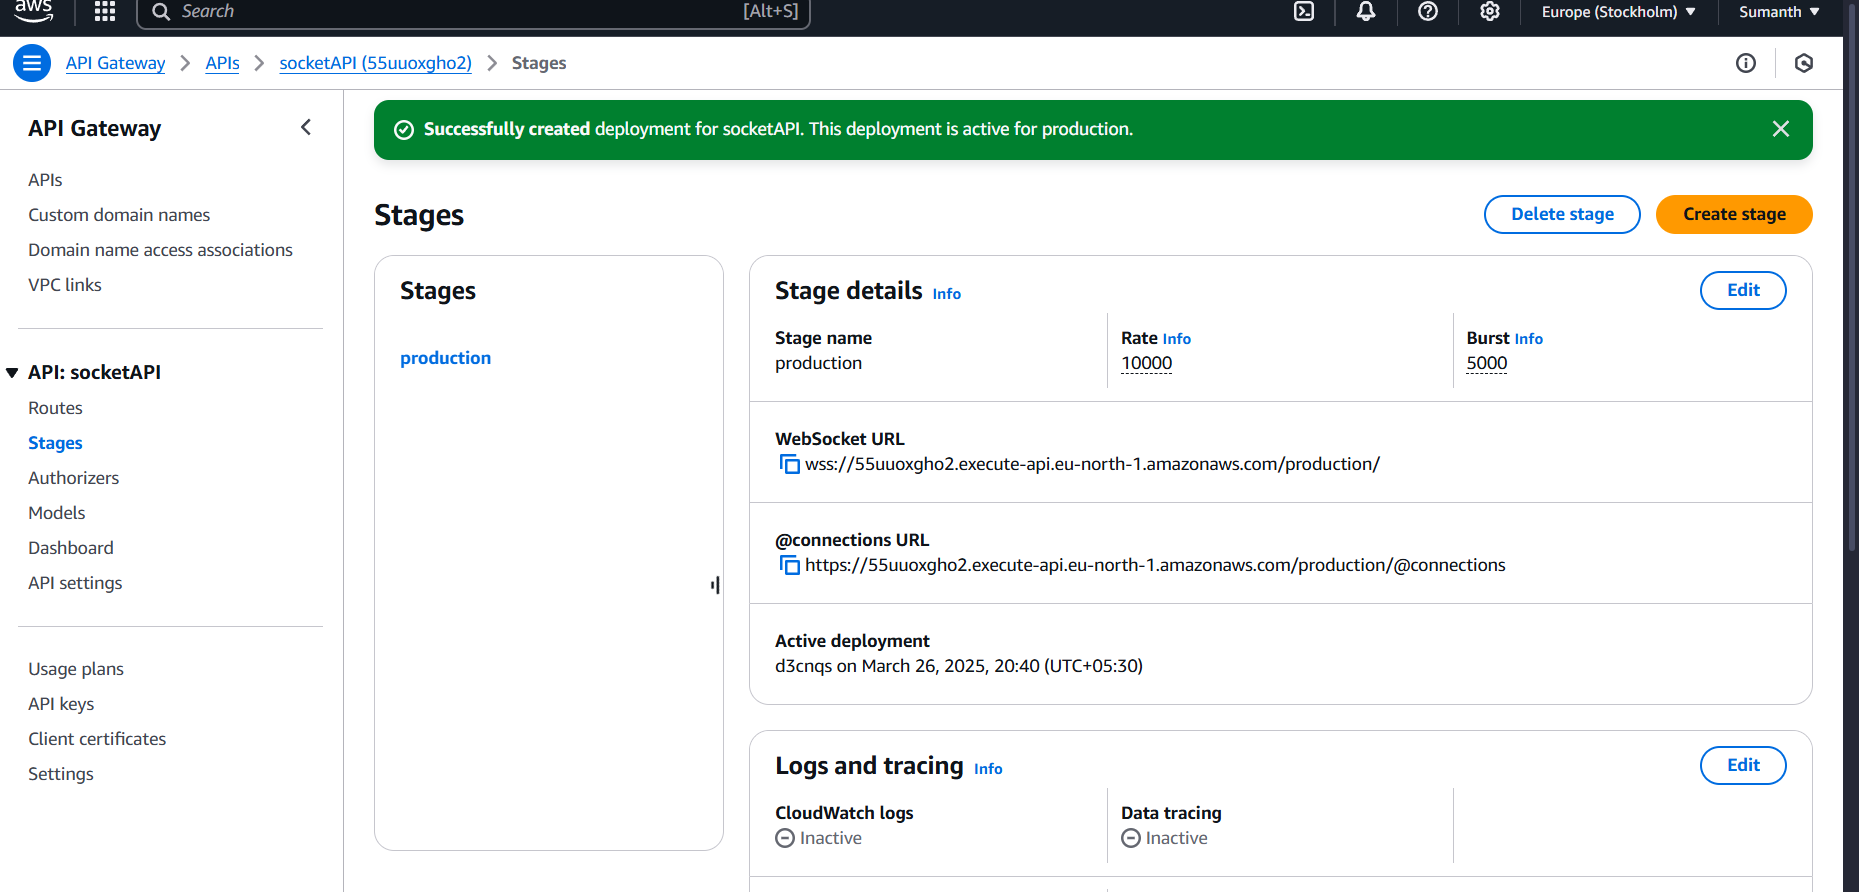 aws
Search
[Alt+S]
Europe (Stockholm)
Sumanth
API Gateway
APIs
socketAPI (55uuoxgho2)
Stages
API Gateway
APIs
Custom domain names
Domain name access associations
VPC links
API: socketAPI
Routes
Stages
Authorizers
Models
Dashboard
API settings
Usage plans
API keys
Client certificates
Settings
Successfully created deployment for socketAPI. This deployment is active for production.
Stages
Delete stage
Create stage
Stages
production
Stage details Info
Edit
Stage name
production
Rate Info
10000
Burst Info
5000
WebSocket URL
wss://55uuoxgho2.execute-api.eu-north-1.amazonaws.com/production/
@connections URL
https://55uuoxgho2.execute-api.eu-north-1.amazonaws.com/production/@connections
Active deployment
d3cnqs on March 26, 2025, 20:40 (UTC+05:30)
Logs and tracing Info
Edit
CloudWatch logs
Inactive
Data tracing
Inactive